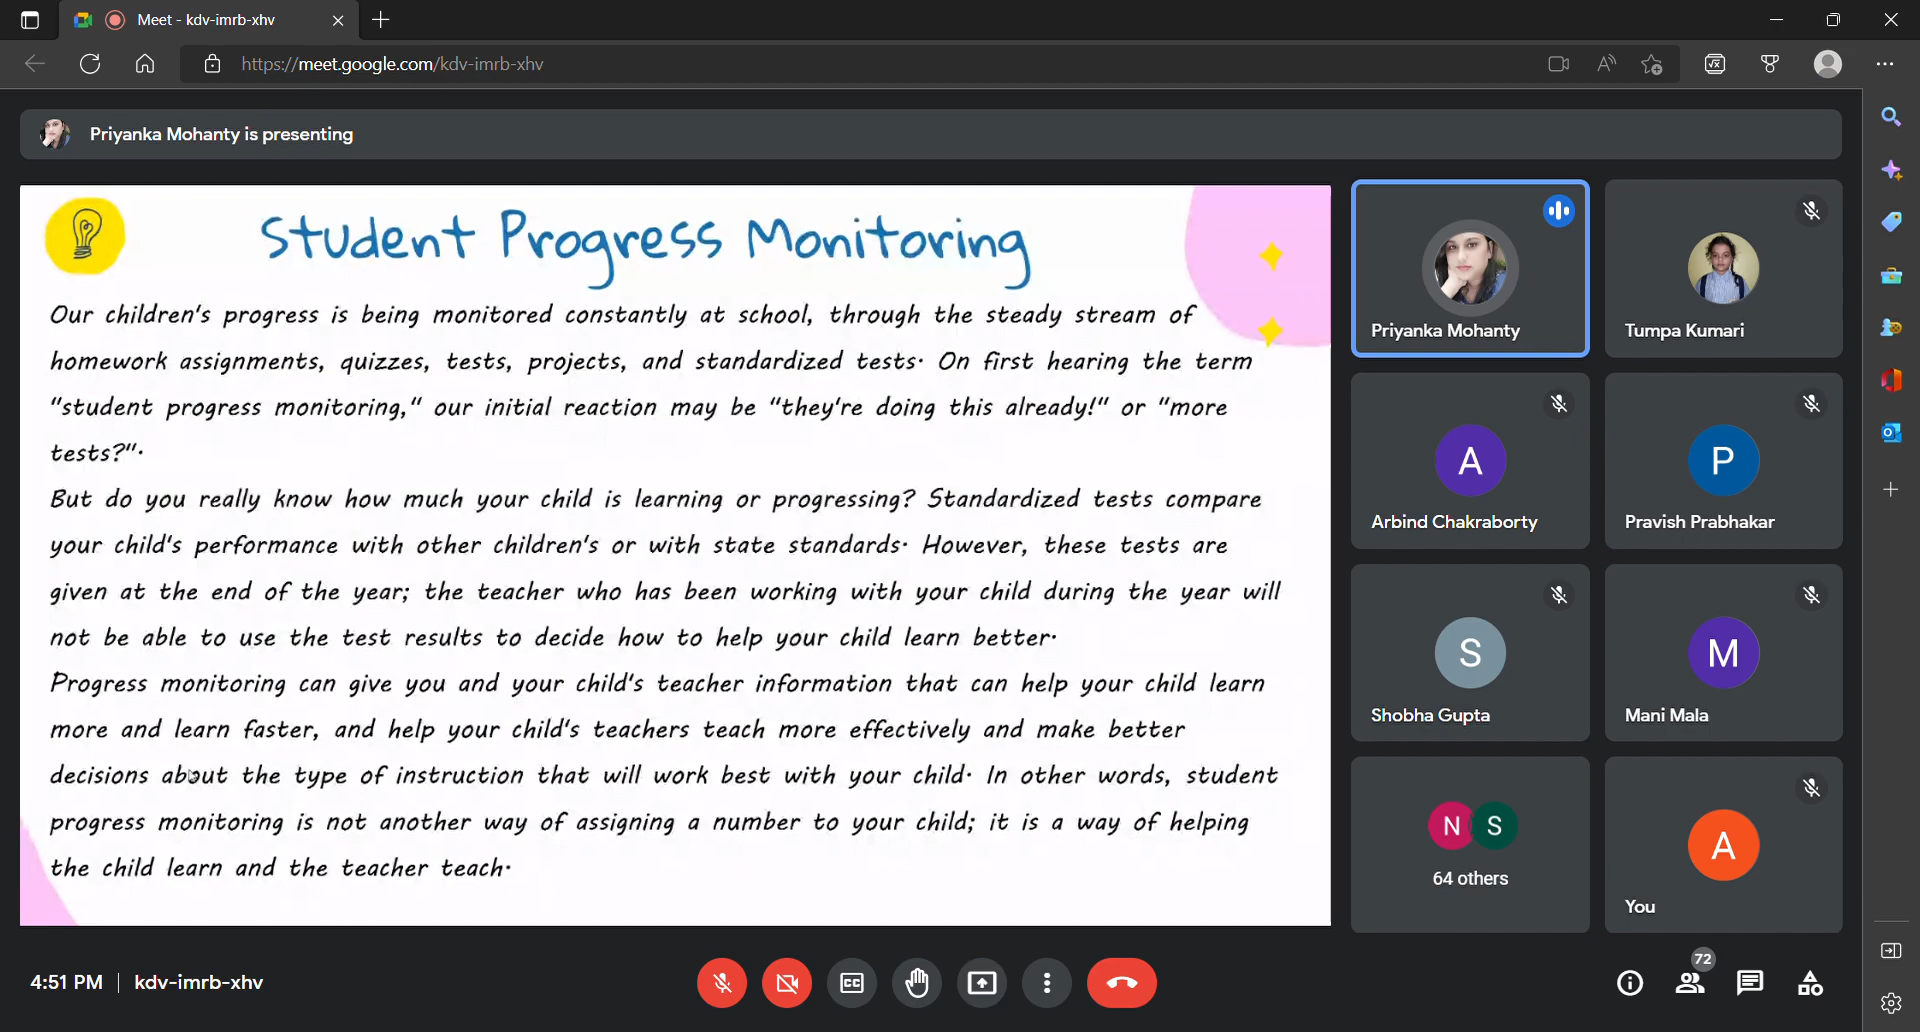 Meet - kdv-imrb-xhv
https://meet.google.com/kdv-imrb-xhv
Priyanka Mohanty is presenting
Student Progress Monitoring
Our children's progress is being monitored constantly at school, through the steady stream of
homework assignments, quizzes, tests, projects, and standardized tests. On first hearing the term
"student progress monitoring," our initial reaction may be "they're doing this already!" or "more
tests?".
But do you really know how much your child is learning or progressing? Standardized tests compare
your child's performance with other children's or with state standards. However, these tests are
given at the end of the year; the teacher who has been working with your child during the year will
not be able to use the test results to decide how to help your child learn better.
Progress monitoring can give you and your child's teacher information that can help your child learn
more and learn faster, and help your child's teachers teach more effectively and make better
decisions about the type of instruction that will work best with your child. In other words, student
progress monitoring is not another way of assigning a number to your child; it is a way of helping
the child learn and the teacher teach.
Priyanka Mohanty
Tumpa Kumari
A
Arbind Chakraborty
P
Pravish Prabhakar
S
Shobha Gupta
M
Mani Mala
N S
64 others
A
You
4:51 PM | kdv-imrb-xhv
CC
72